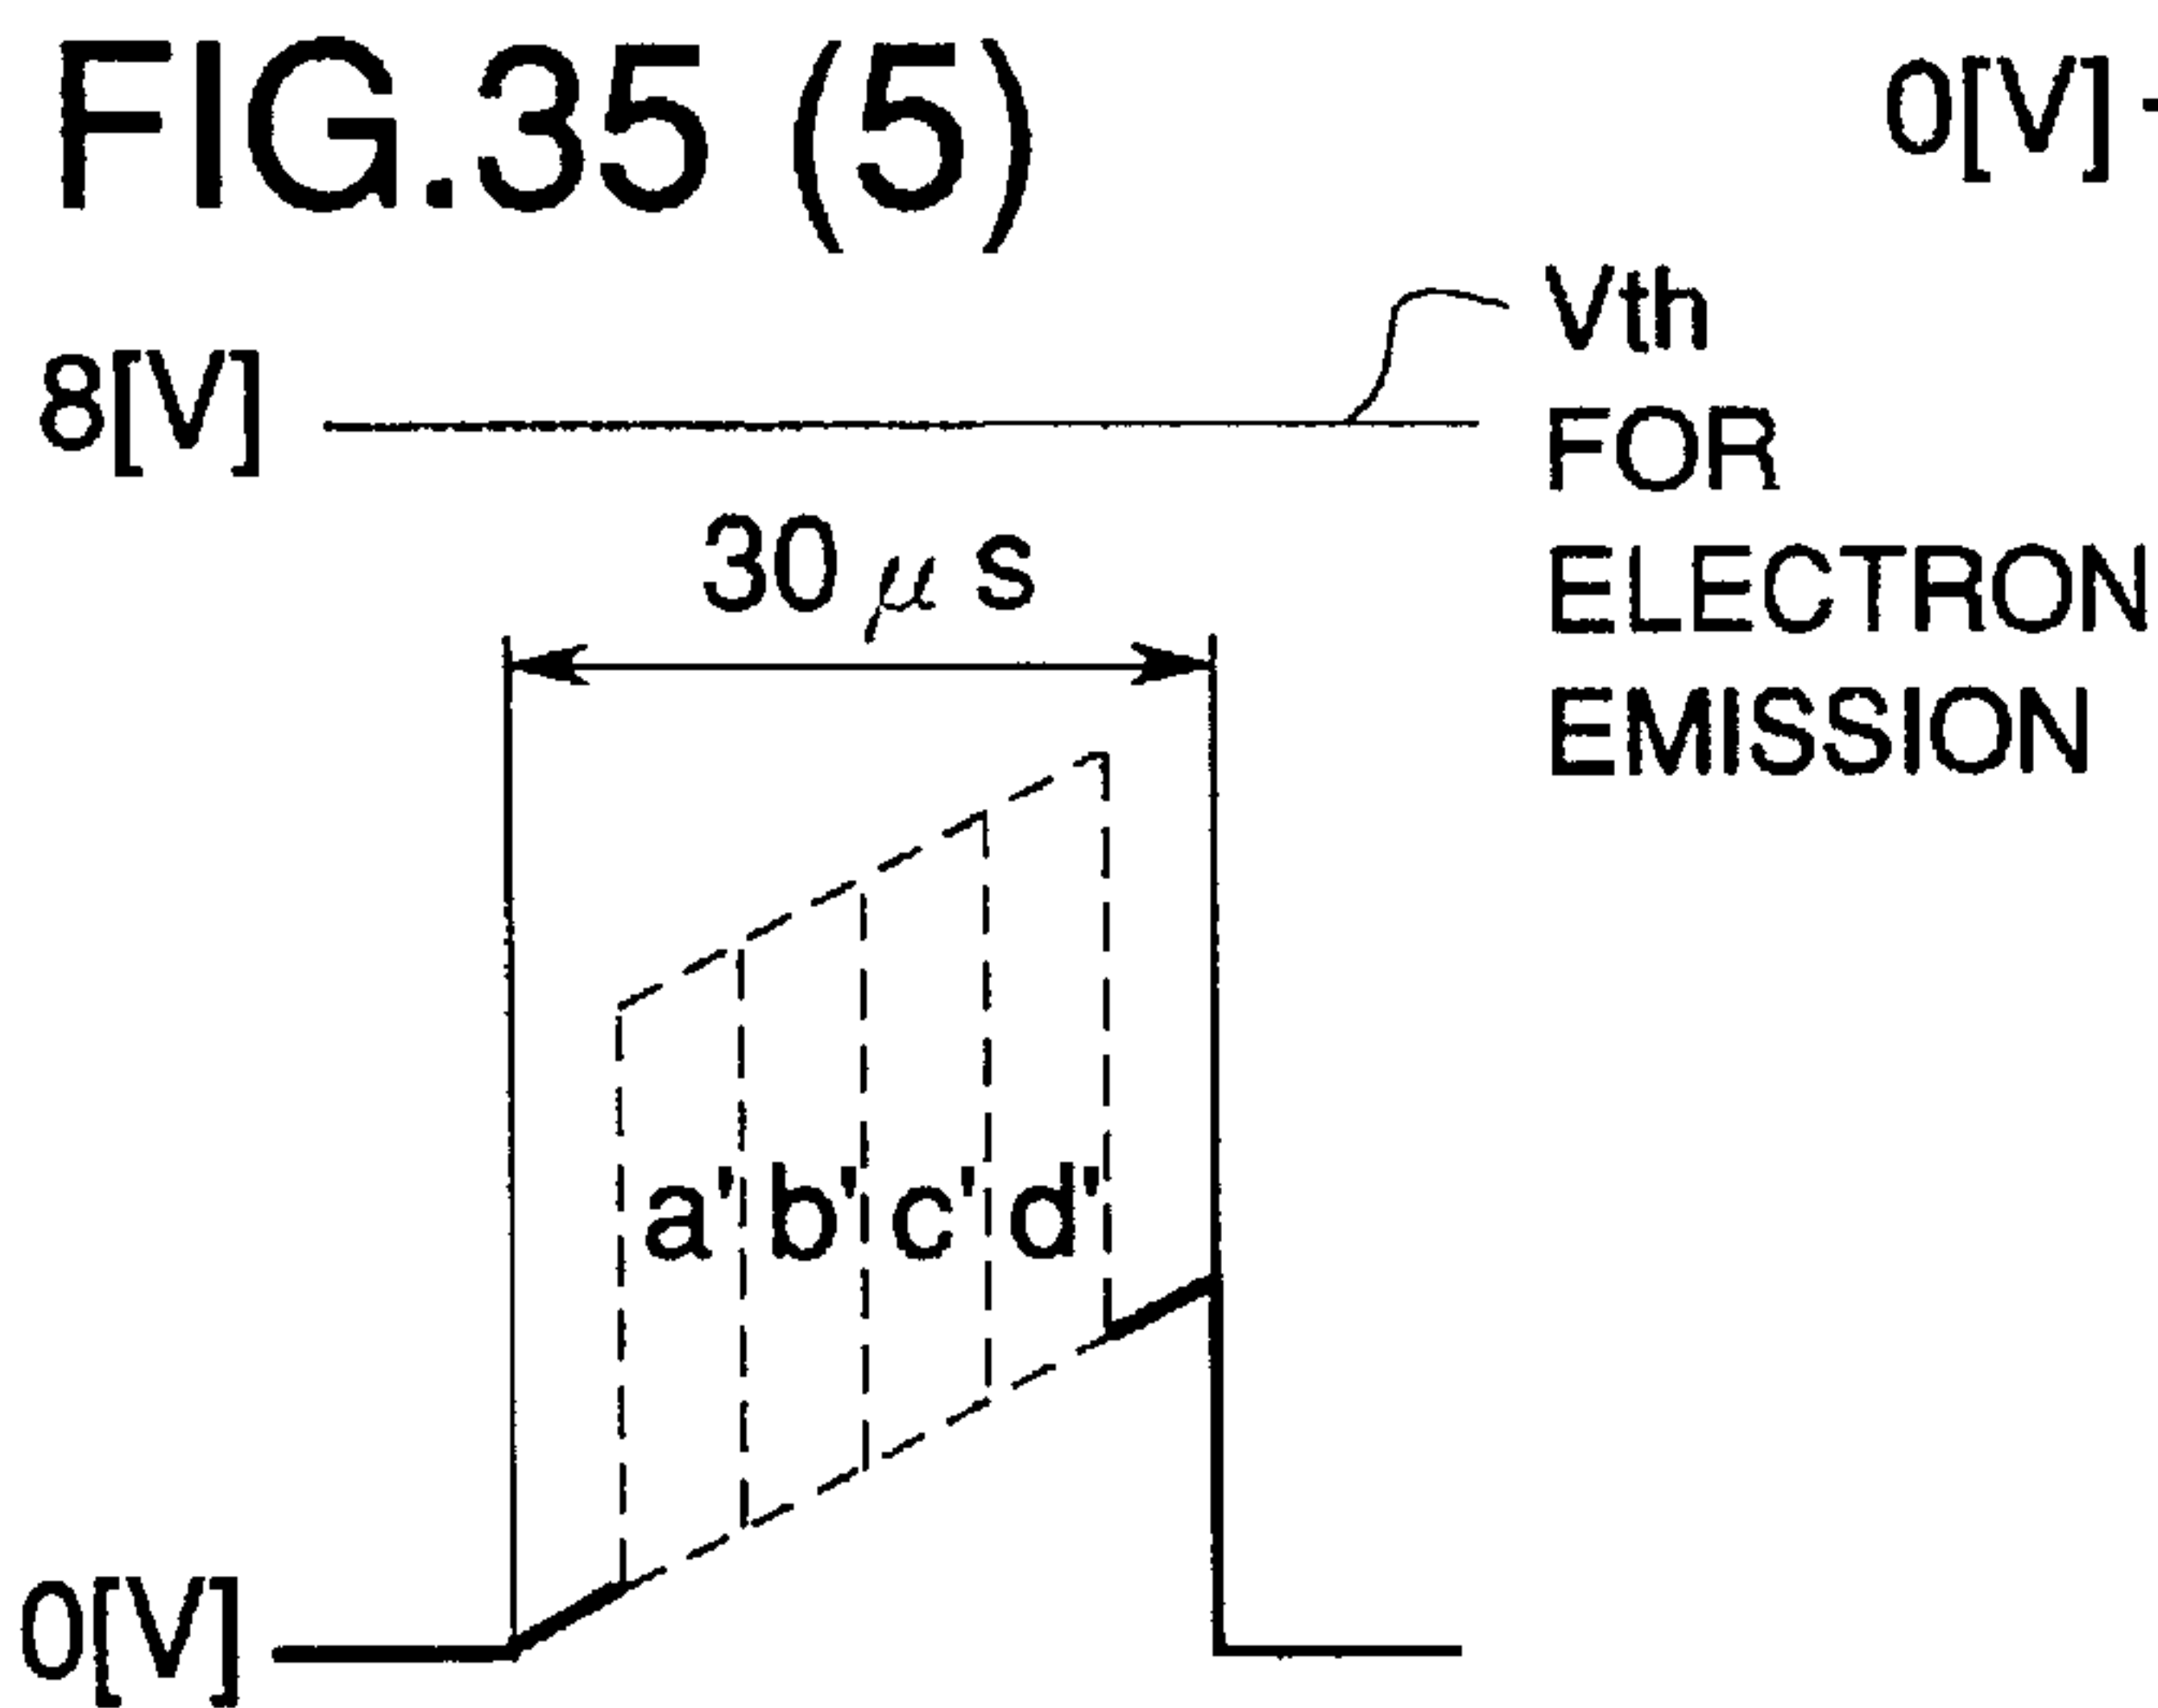 FIG.35 (5)
0[V]
Vth
FOR
ELECTRON
EMISSION
8[V]
30 μ s
a' b' c' d'
0[V]